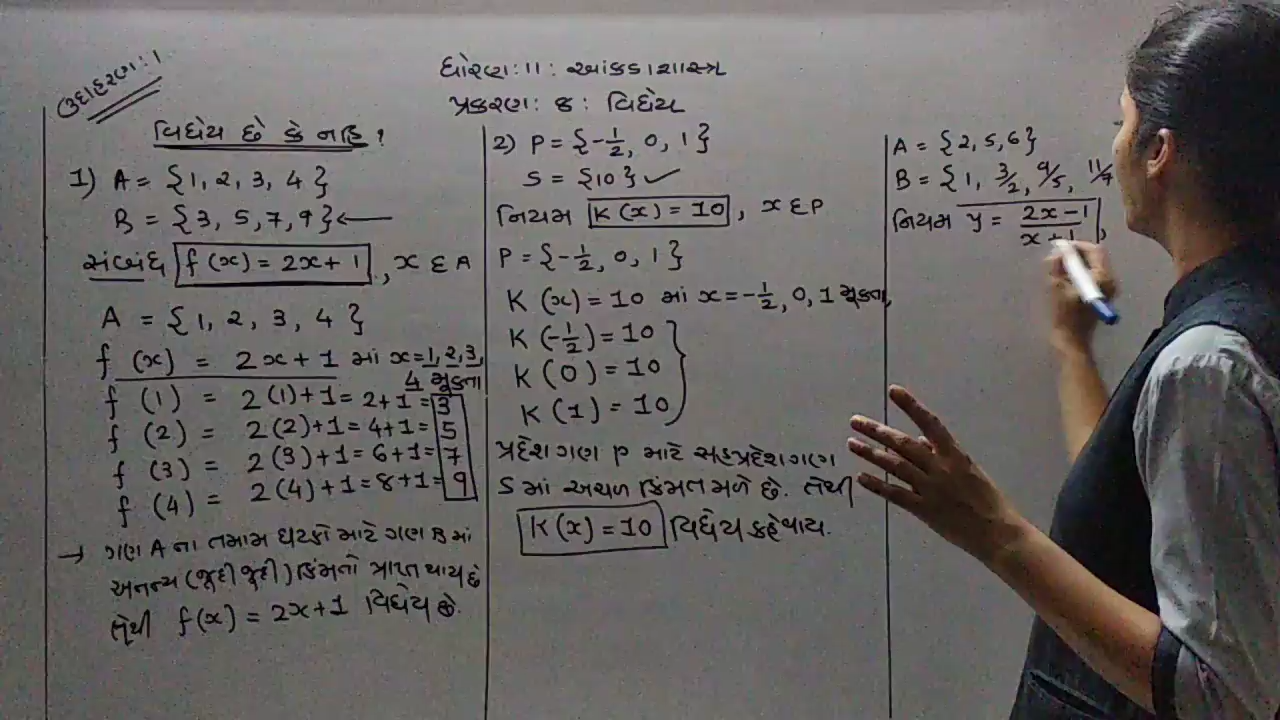 ઉદાહરણ : 1
ધોરણ : 11 : આંકડાશાસ્ત્ર
પ્રકરણ : 8 : વિધેય
વિધેય છે કે નહિ ?
1) A = {1, 2, 3, 4}
B = {3, 5, 7, 9} ←
સંબંધ f(x) = 2x + 1, x ∈ A
A = {1, 2, 3, 4}
f (x) = 2x + 1 માં x = 1, 2, 3,
4 મૂકતા
f (1) = 2(1)+1 = 2+1 = 3
f (2) = 2(2)+1 = 4+1 = 5
f (3) = 2(3)+1 = 6+1 = 7
f (4) = 2(4)+1 = 8+1 = 9
→ ગણ A ના તમામ ઘટકો માટે ગણ B માં
અનન્ય (જૂદી જૂદી) કિંમતો પ્રાપ્ત થાય છે
તેથી f(x) = 2x+1 વિધેય છે.
2) P = {-1/2, 0, 1}
S = {10} ✓
નિયમ K(x) = 10, x ∈ P
P = {-1/2, 0, 1}
K (x) = 10 માં x = -1/2, 0, 1 મૂકતા,
K (-1/2) = 10
K (0) = 10
K (1) = 10
પ્રદેશ ગણ P માટે સહપ્રદેશ ગણ
S માં અચળ કિંમત મળે છે. તેથી
K(x) = 10 વિધેય કહેવાય.
A = {2, 5, 6}
B = {1, 3/2, 9/5, 11/7
નિયમ y = 2x-1/x+1,